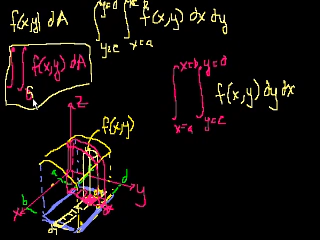 f(x,y) dA
∫ y=c y=d ∫ x=a x=b f(x,y) dx dy
∬ f(x,y) dA
∫ x=a x=b ∫ y=c y=d f(x,y) dy dx
z
f(x,y)
a
d
y
b
x